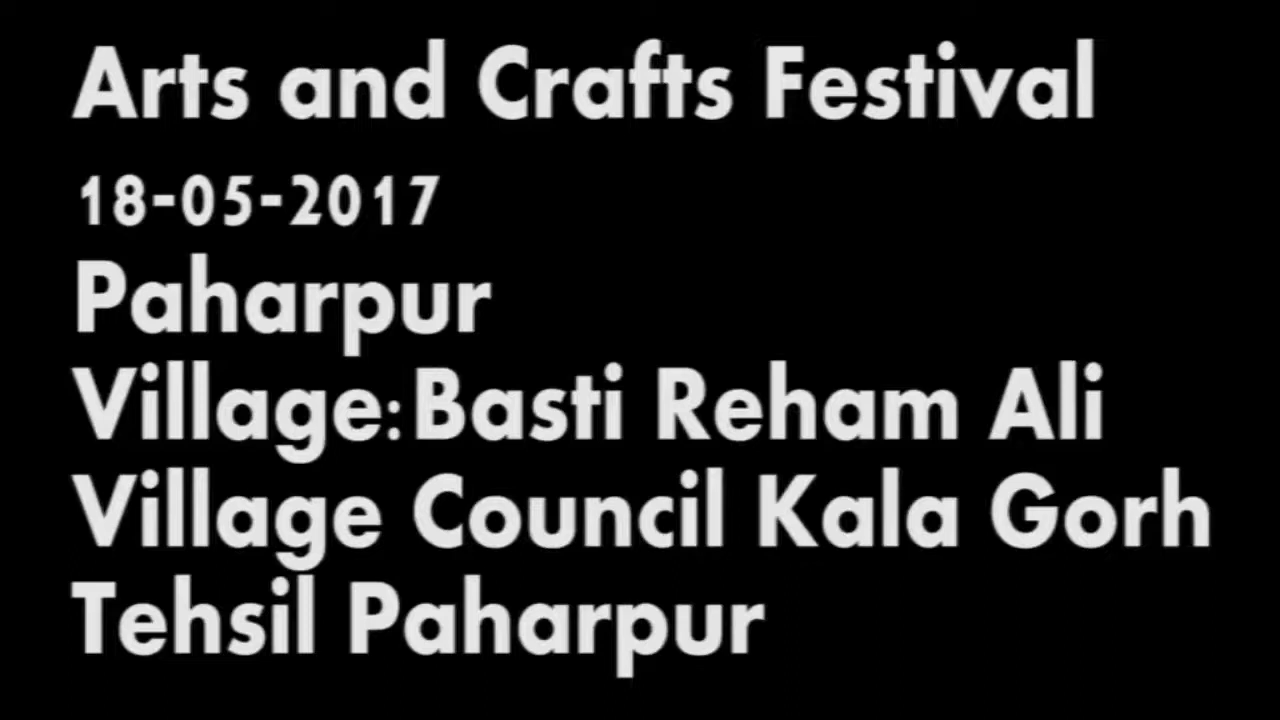 Arts and Crafts Festival
18-05-2017
Paharpur
Village:Basti Reham Ali
Village Council Kala Gorh
Tehsil Paharpur